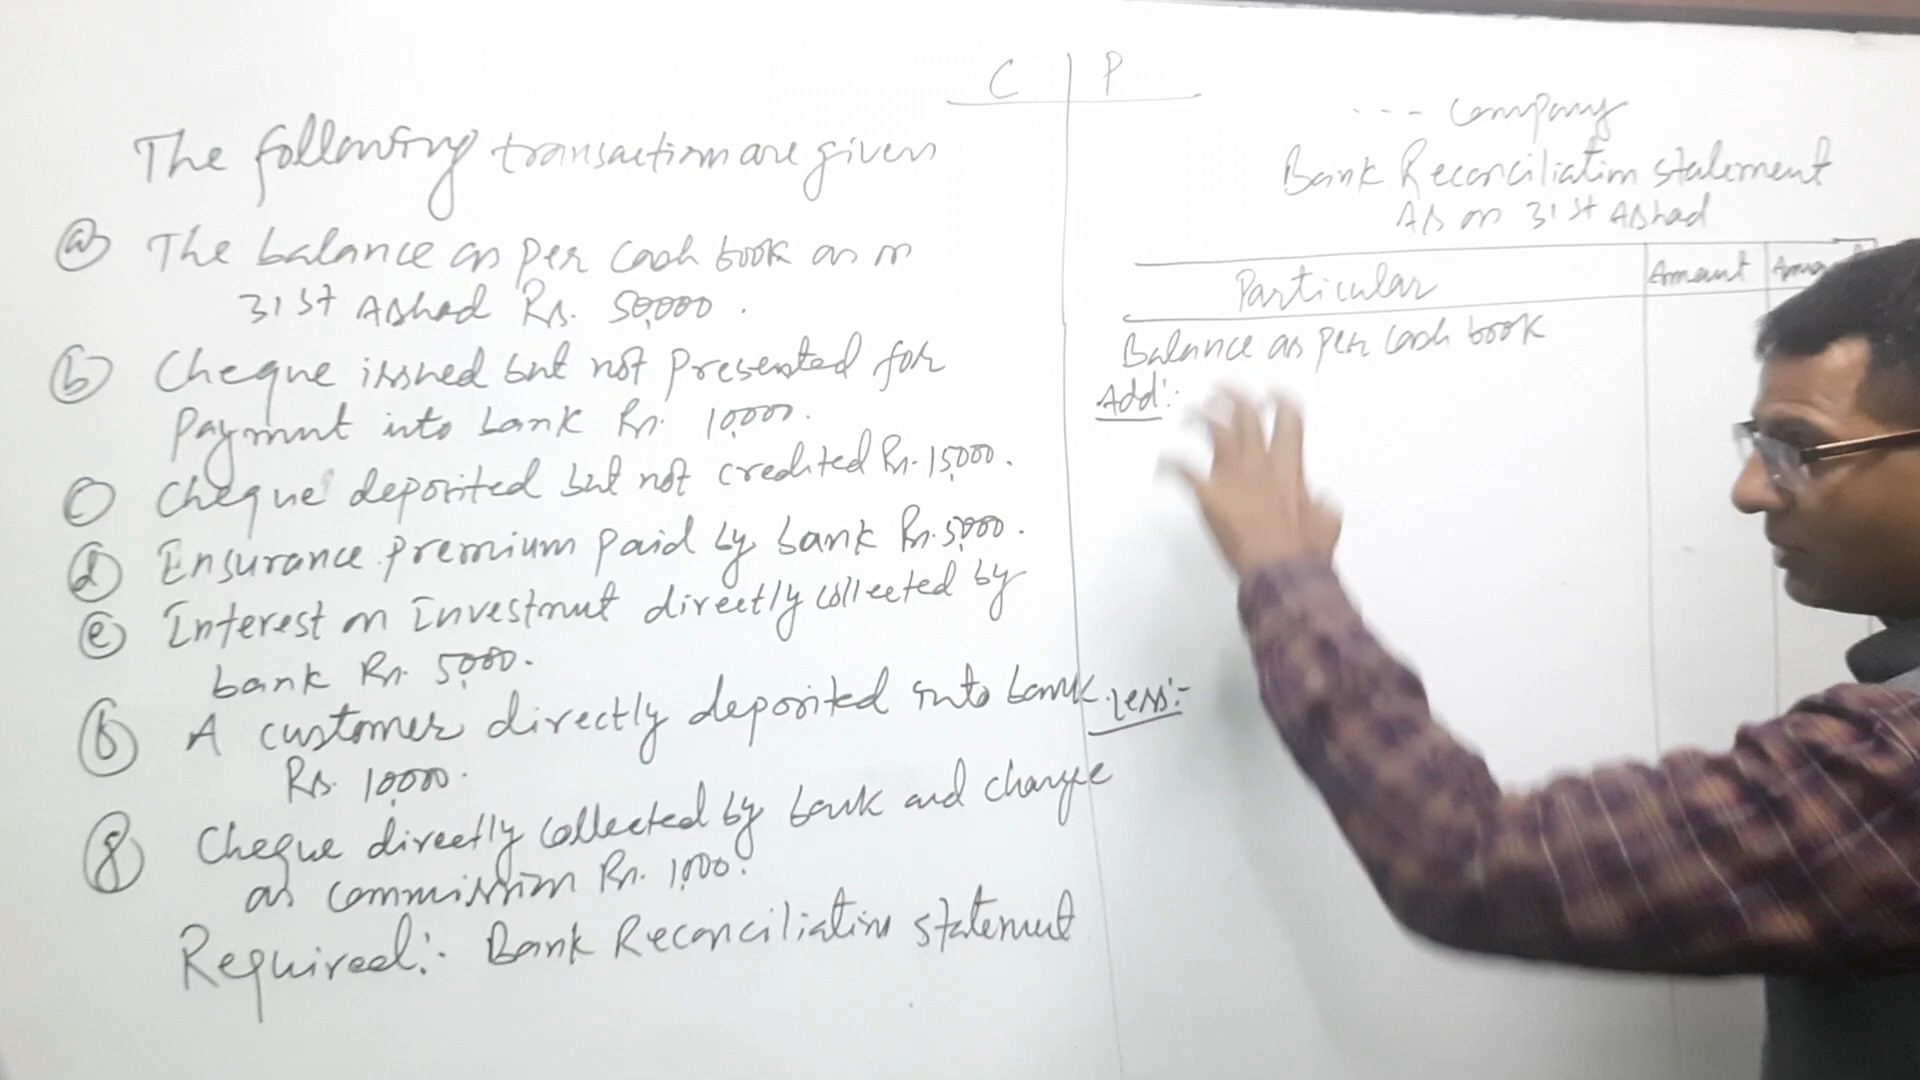 C P
The following transaction are given
(a) The balance as per cash book as on
31st Ashad Rs. 50,000.
(b) Cheque issued but not presented for
Payment into bank Rs. 10,000.
(c) Cheque deposited but not credited Rs. 15,000.
(d) Ensurance premium paid by bank Rs. 5,000.
(e) Interest on Investment directly collected by
bank Rs. 5,000.
(f) A customer directly deposited into bank
Rs. 10,000.
(g) Cheque directly collected by bank and charge
as commission Rs. 1,000.
Required:- Bank Reconciliation statement
--- Company
Bank Reconciliation statement
As on 31st Ashad
Particular Amount
Balance as per cash book
Add:-
Less:-